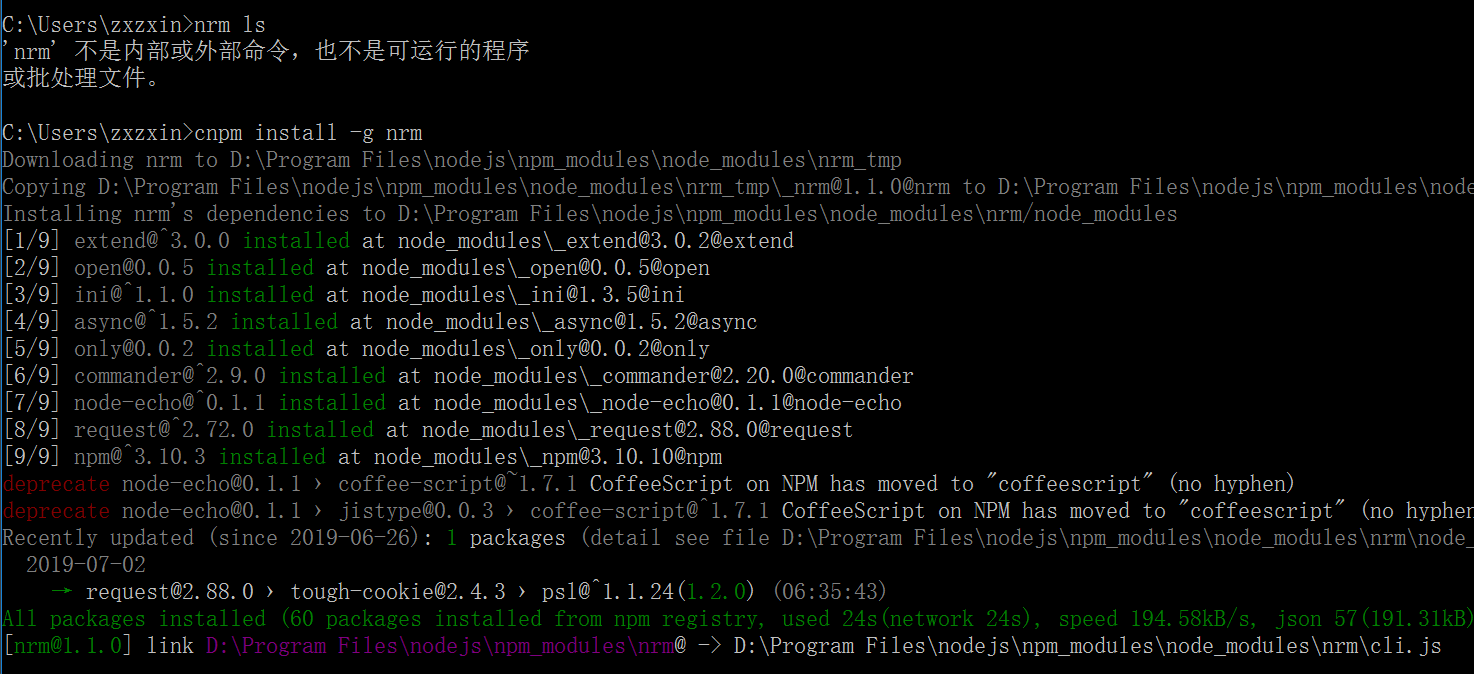 C:\Users\zxzxin>nrm ls
'nrm' 不是内部或外部命令，也不是可运行的程序
或批处理文件。
C:\Users\zxzxin>cnpm install -g nrm
Downloading nrm to D:\Program Files\nodejs\npm_modules\node_modules\nrm_tmp
Copying D:\Program Files\nodejs\npm_modules\node_modules\nrm_tmp\_nrm@1.1.0@nrm to D:\Program Files\nodejs\npm_modules\node
Installing nrm's dependencies to D:\Program Files\nodejs\npm_modules\node_modules\nrm/node_modules
[1/9] extend@^3.0.0 installed at node_modules\_extend@3.0.2@extend
[2/9] open@0.0.5 installed at node_modules\_open@0.0.5@open
[3/9] ini@^1.1.0 installed at node_modules\_ini@1.3.5@ini
[4/9] async@^1.5.2 installed at node_modules\_async@1.5.2@async
[5/9] only@0.0.2 installed at node_modules\_only@0.0.2@only
[6/9] commander@^2.9.0 installed at node_modules\_commander@2.20.0@commander
[7/9] node-echo@^0.1.1 installed at node_modules\_node-echo@0.1.1@node-echo
[8/9] request@^2.72.0 installed at node_modules\_request@2.88.0@request
[9/9] npm@^3.10.3 installed at node_modules\_npm@3.10.10@npm
deprecate node-echo@0.1.1 › coffee-script@~1.7.1 CoffeeScript on NPM has moved to "coffeescript" (no hyphen)
deprecate node-echo@0.1.1 › jistype@0.0.3 › coffee-script@^1.7.1 CoffeeScript on NPM has moved to "coffeescript" (no hyphen
Recently updated (since 2019-06-26): 1 packages (detail see file D:\Program Files\nodejs\npm_modules\node_modules\nrm\node_
2019-07-02
→ request@2.88.0 › tough-cookie@2.4.3 › psl@^1.1.24(1.2.0) (06:35:43)
All packages installed (60 packages installed from npm registry, used 24s(network 24s), speed 194.58kB/s, json 57(191.31kB)
[nrm@1.1.0] link D:\Program Files\nodejs\npm_modules\nrm@ -> D:\Program Files\nodejs\npm_modules\node_modules\nrm\cli.js